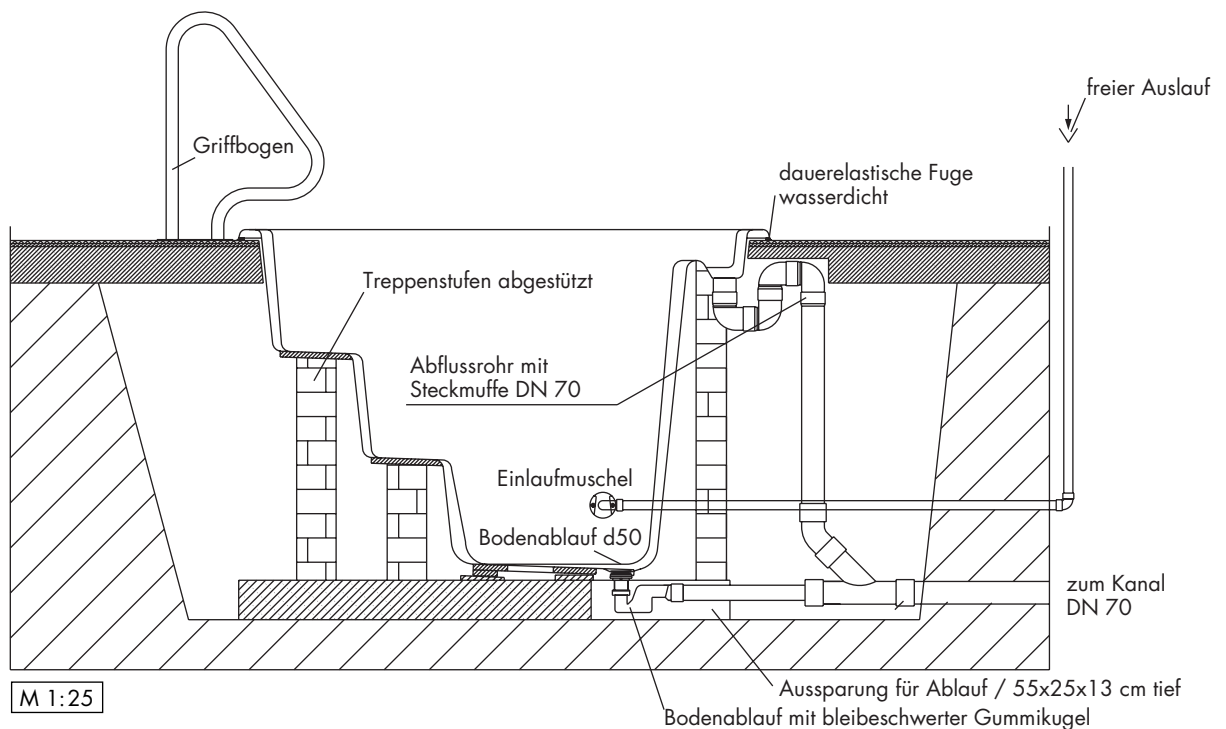 freier Auslauf
Griffbogen
dauerelastische Fuge
wasserdicht
Treppenstufen abgestützt
Abflussrohr mit
Steckmuffe DN 70
Einlaufmuschel
Bodenablauf d50
zum Kanal
DN 70
M 1:25
Aussparung für Ablauf / 55x25x13 cm tief
Bodenablauf mit bleibeschwerter Gummikugel